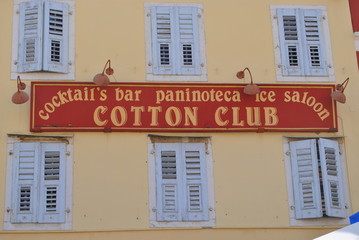 cocktail's bar paninoteca ice saloon
COTTON CLUB